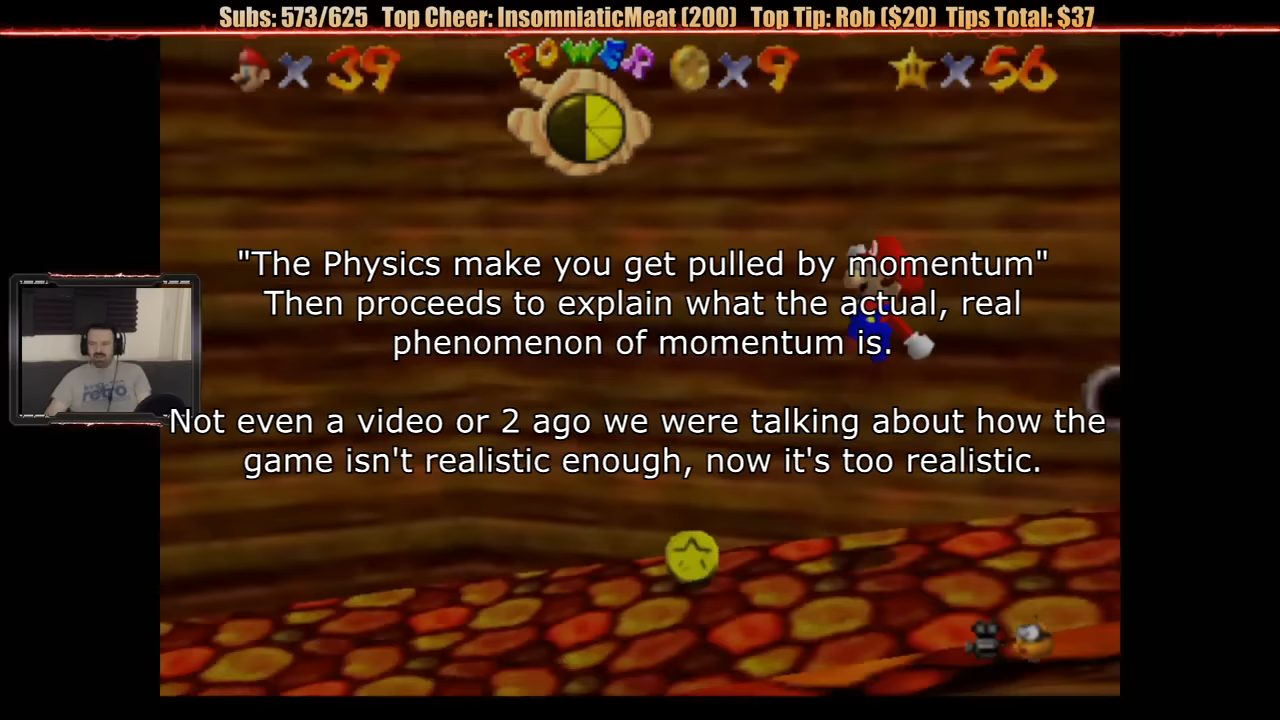 Subs: 573/625 Top Cheer: InsomniaticMeat (200) Top Tip: Rob ($20) Tips Total: $37
x 39 POWER x 9 x 56
"The Physics make you get pulled by momentum"
Then proceeds to explain what the actual, real
phenomenon of momentum is.
retro
Not even a video or 2 ago we were talking about how the
game isn't realistic enough, now it's too realistic.